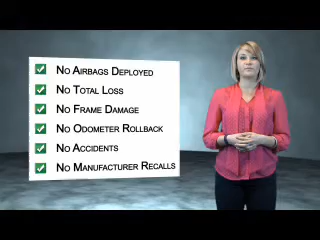 No Airbags Deployed
No Total Loss
No Frame Damage
No Odometer Rollback
No Accidents
No Manufacturer Recalls